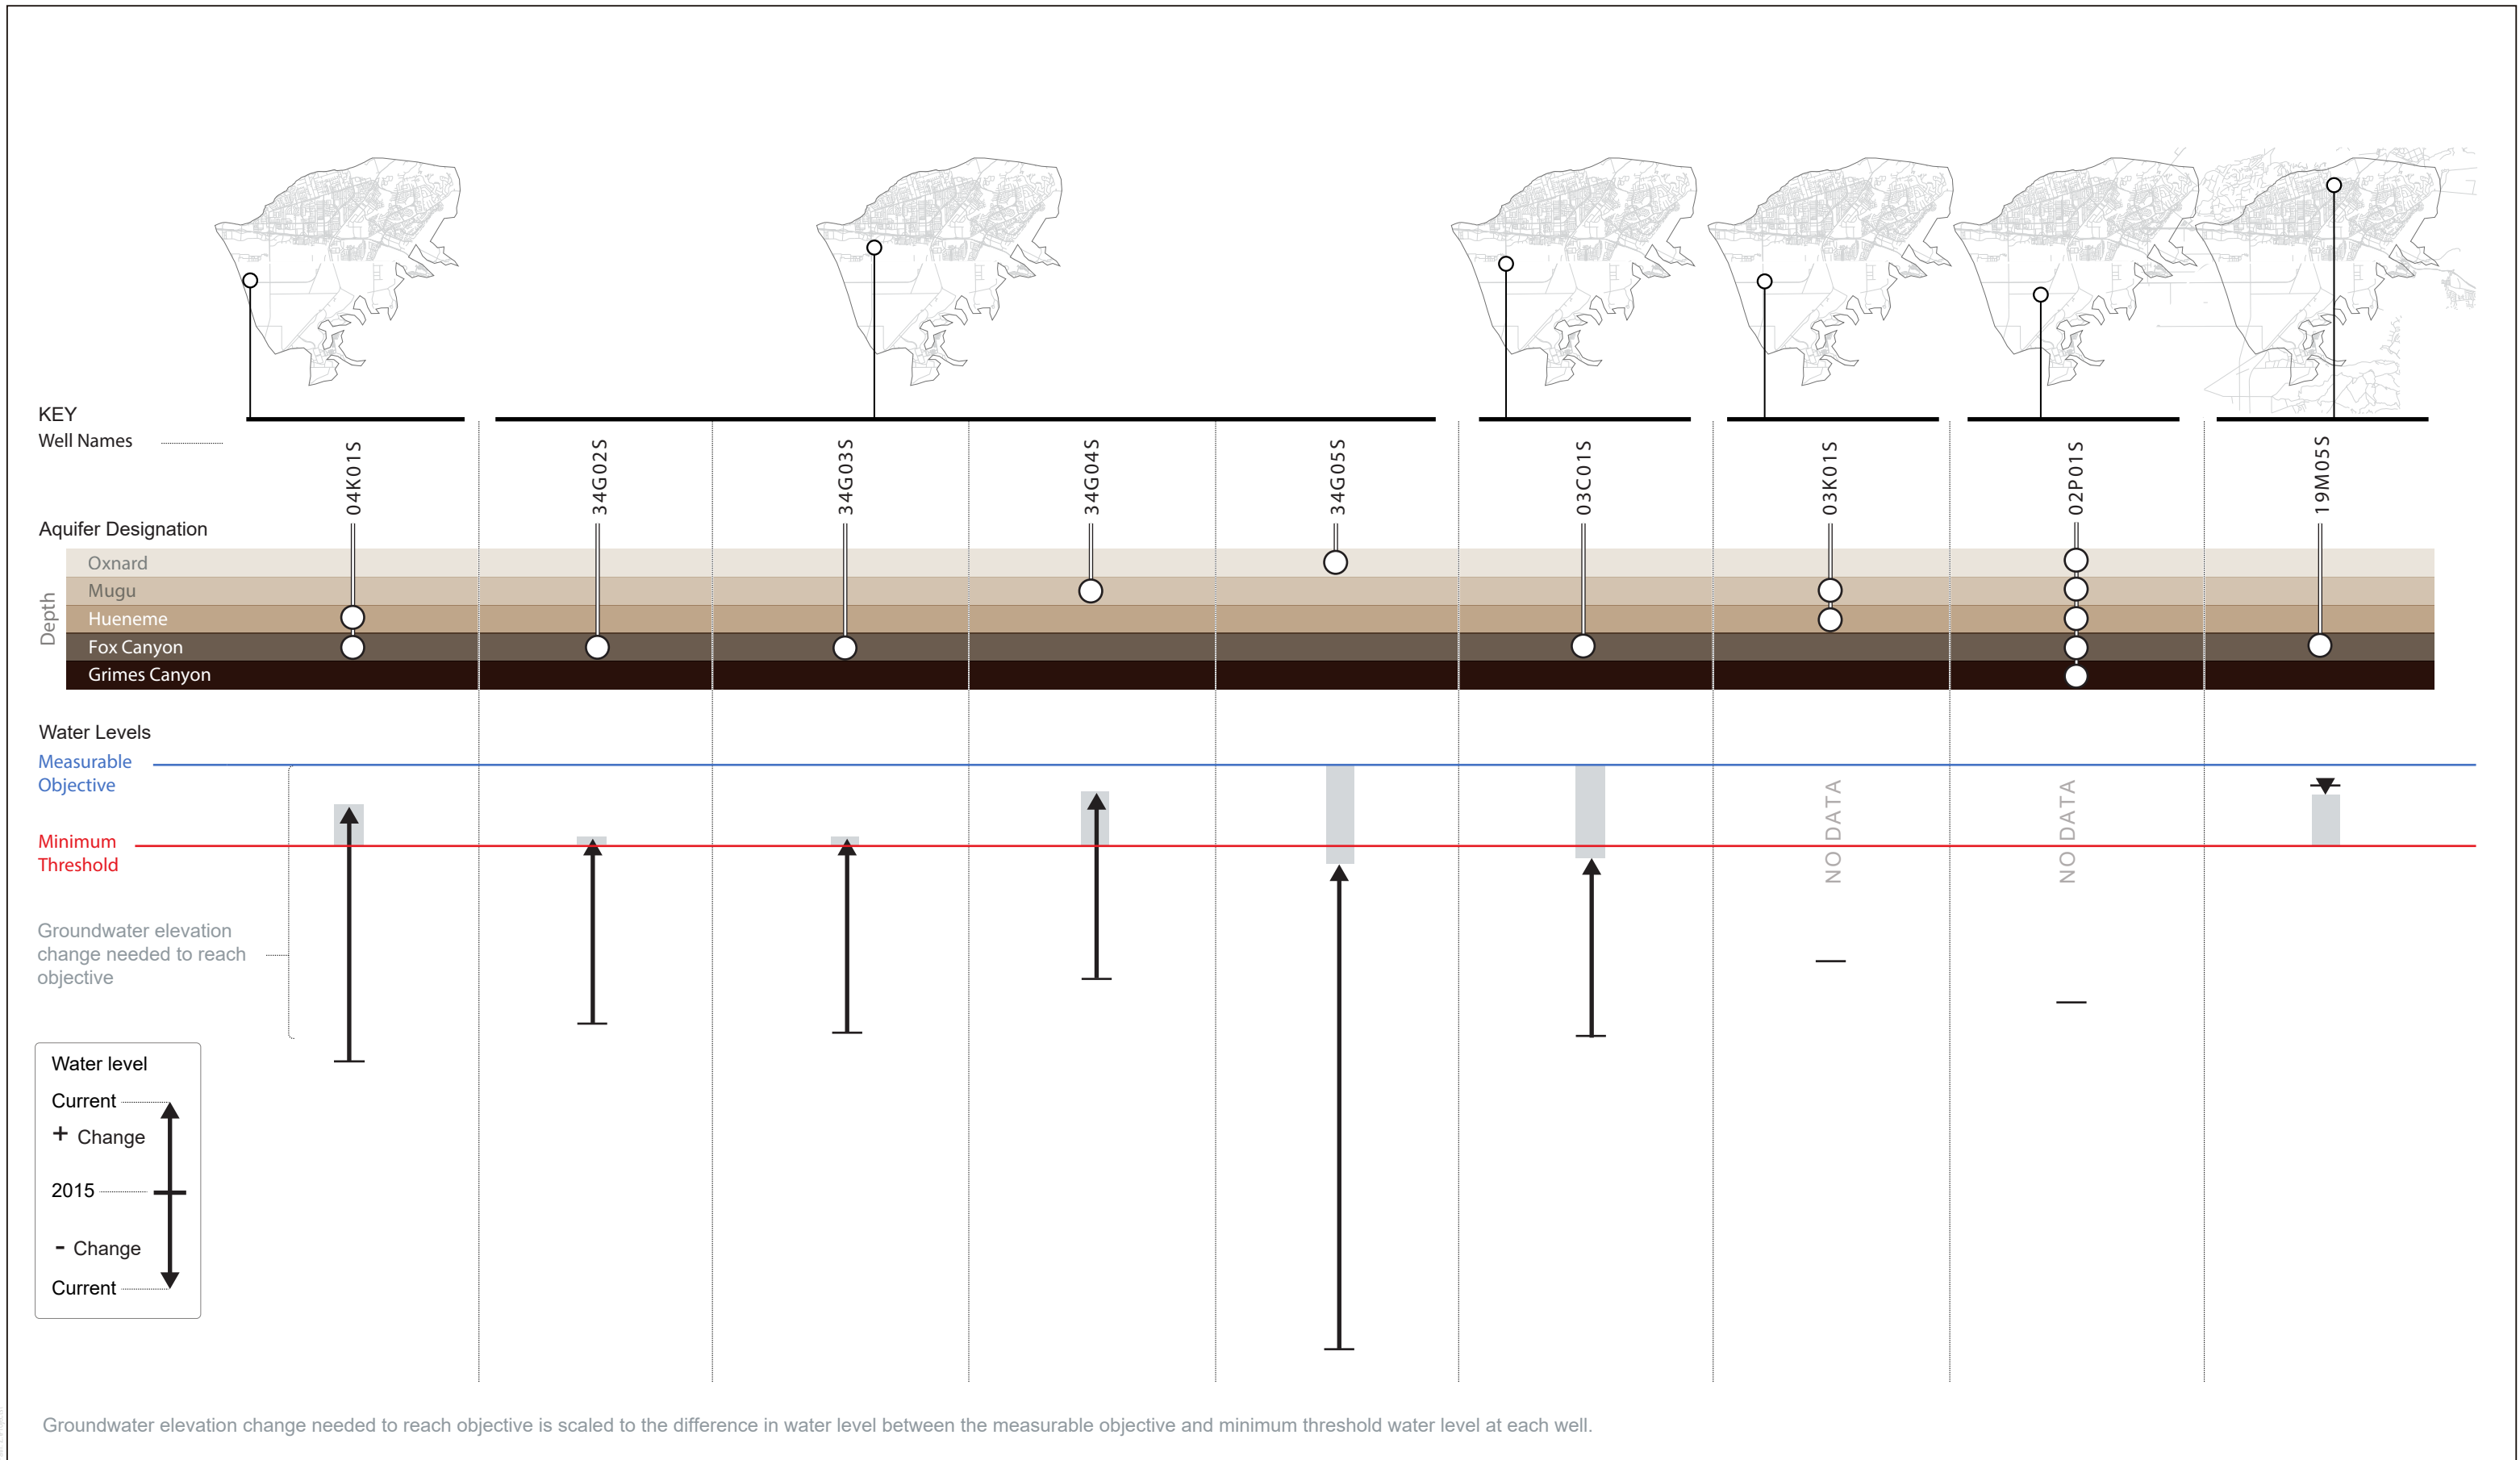 KEY
Well Names
04K01S
34G02S
34G03S
34G04S
34G05S
03C01S
03K01S
02P01S
19M05S
Aquifer Designation
Depth
Oxnard
Mugu
Hueneme
Fox Canyon
Grimes Canyon
Water Levels
Measurable
Objective
NO DATA
NO DATA
Minimum
Threshold
Groundwater elevation
change needed to reach
objective
Water level
Current
+ Change
2015
- Change
Current
Groundwater elevation change needed to reach objective is scaled to the difference in water level between the measurable objective and minimum threshold water level at each well.